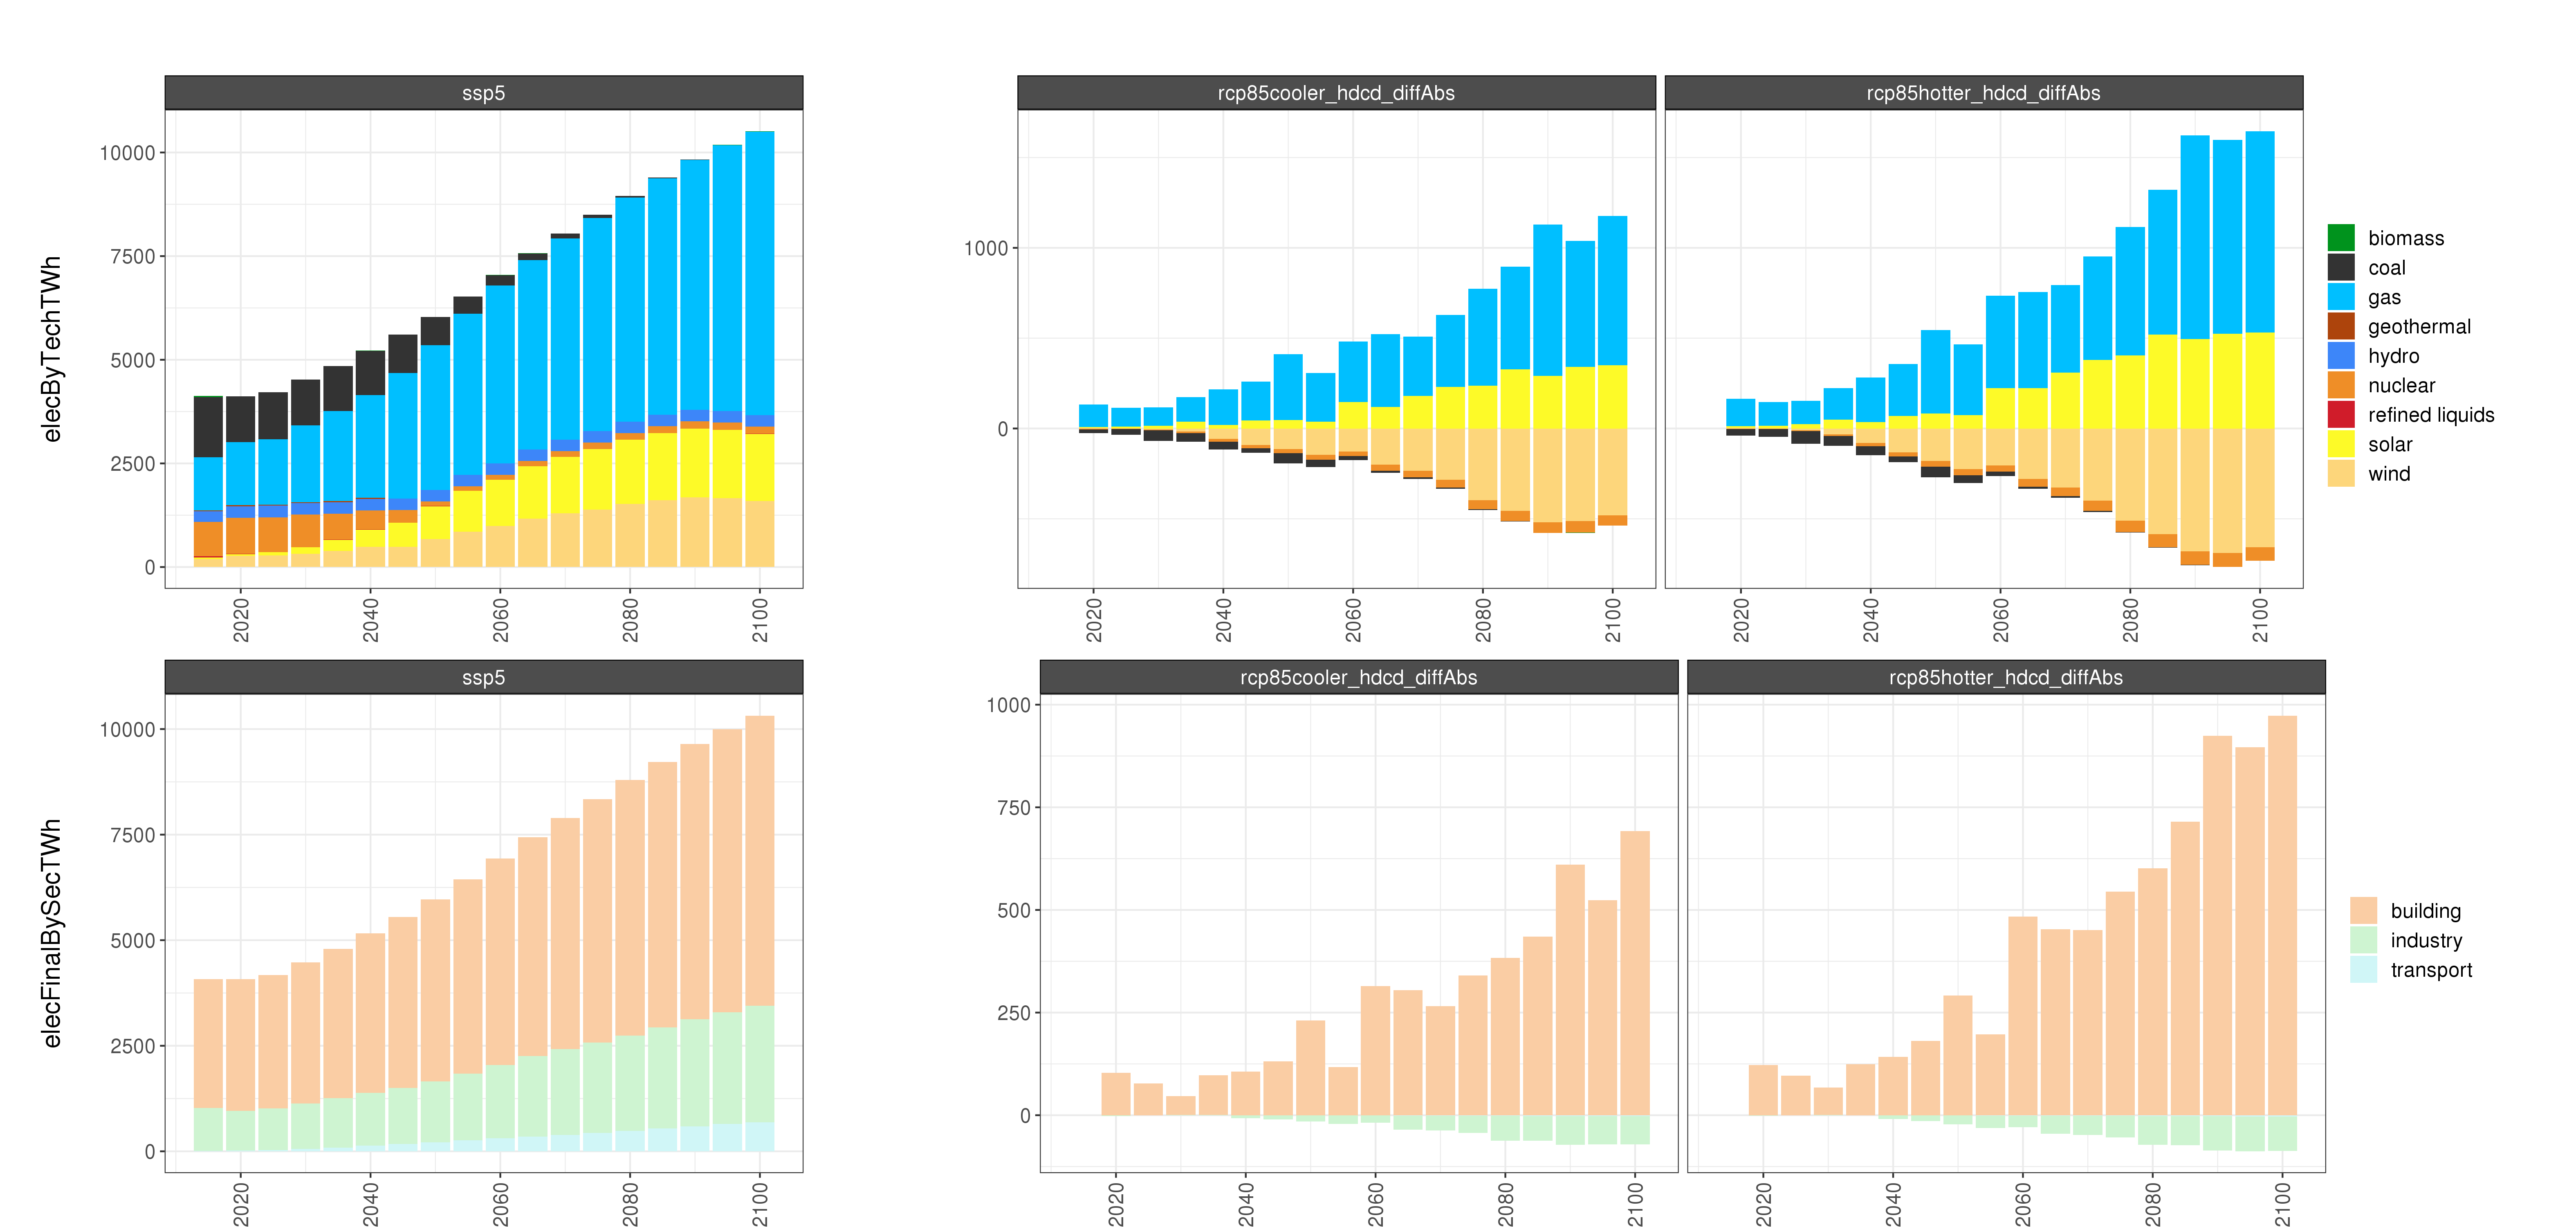 ssp5
rcp85cooler_hdcd_diffAbs
rcp85hotter_hdcd_diffAbs
elecByTechTWh
10000
7500
5000
2500
0
1000
0
2020
2040
2060
2080
2100
2020
2040
2060
2080
2100
2020
2040
2060
2080
2100
biomass
coal
gas
geothermal
hydro
nuclear
refined liquids
solar
wind
ssp5
rcp85cooler_hdcd_diffAbs
rcp85hotter_hdcd_diffAbs
elecFinalBySecTWh
10000
7500
5000
2500
0
1000
750
500
250
0
2020
2040
2060
2080
2100
2020
2040
2060
2080
2100
2020
2040
2060
2080
2100
building
industry
transport